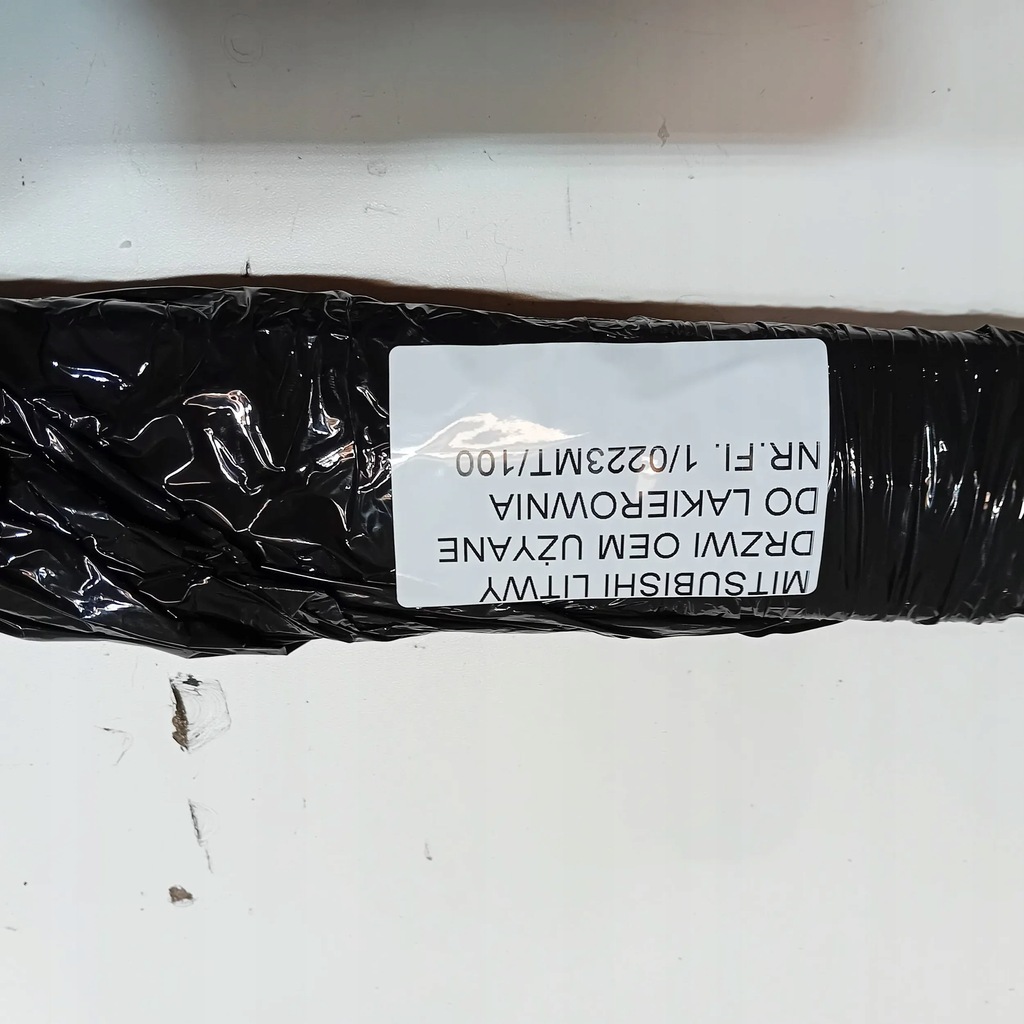 MITSUBISHI LITWY
DRZWI OEM UŻYANE
DO LAKIEROWNIA
NR.FI. 1/0223MT/100